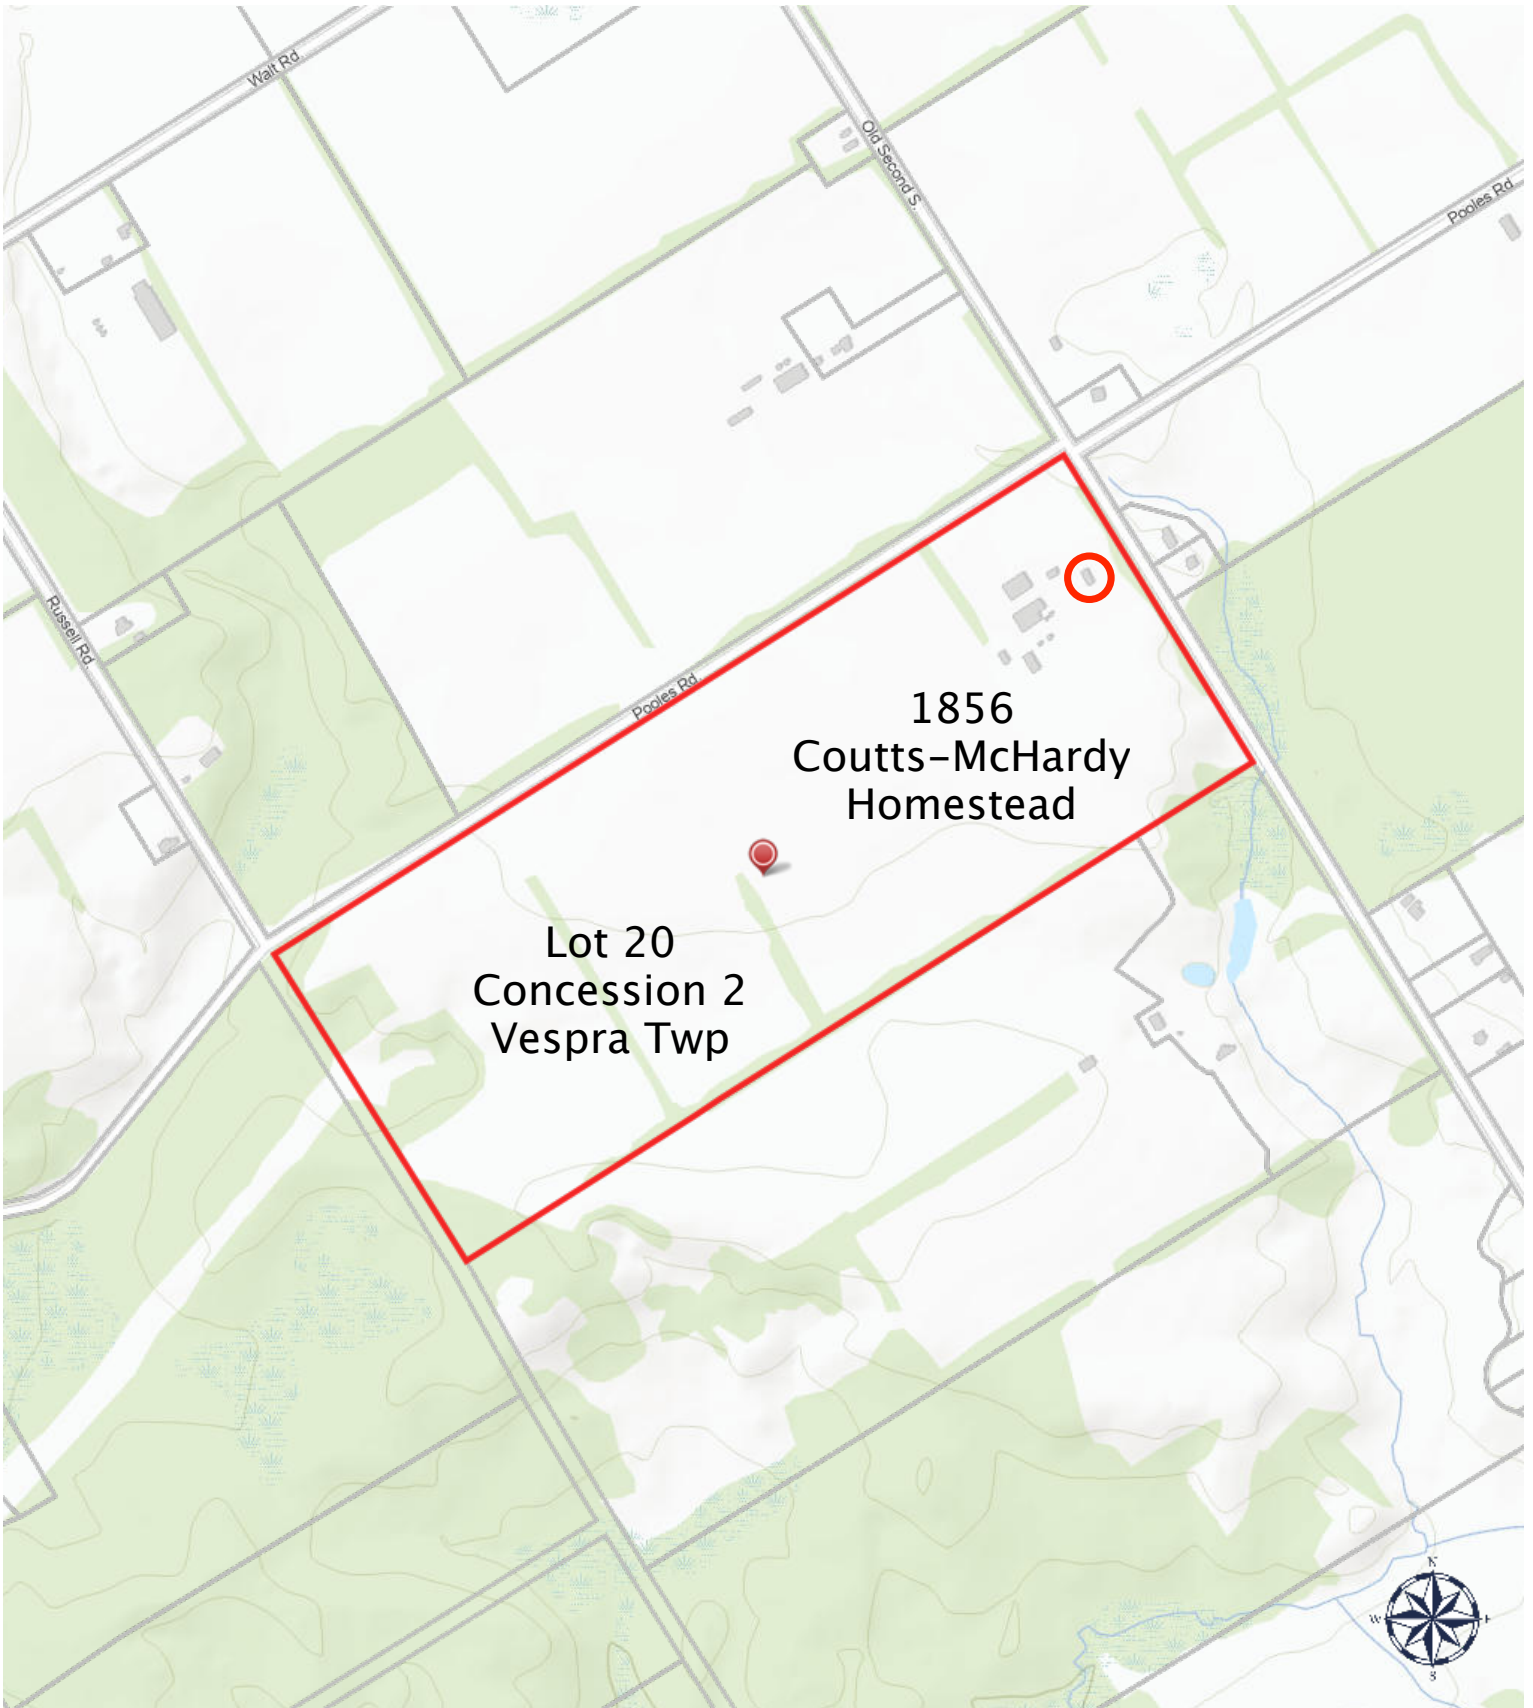 Walt Rd.
Old Second S.
Pooles Rd
Russell Rd.
Pooles Rd.
1856
Coutts-McHardy
Homestead
Lot 20
Concession 2
Vespra Twp
N
W
E
S